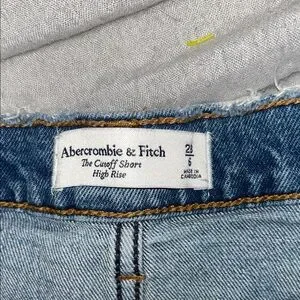 Abercrombie & Fitch
The Cutoff Short
High Rise
28
6
MADE IN
CAMBODIA